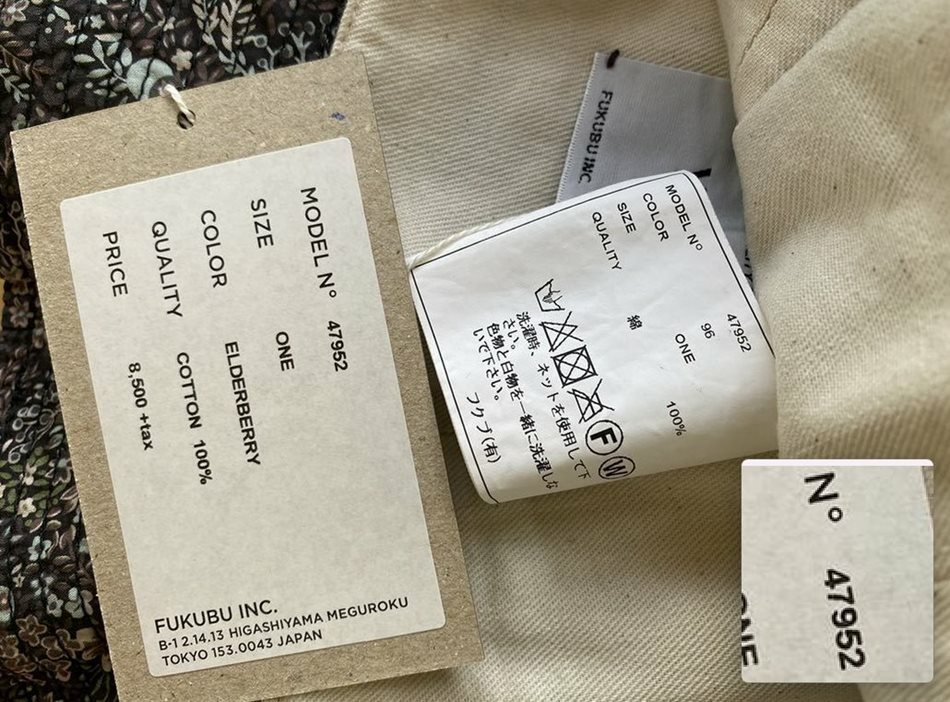 MODEL N° 47952
SIZE ONE
COLOR ELDERBERRY
QUALITY COTTON 100%
PRICE 8,500 +tax
FUKUBU INC.
B-1 2.14.13 HIGASHIYAMA MEGUROKU
TOKYO 153.0043 JAPAN
FUKUBU INC.
MODEL N° 47952
COLOR 96
SIZE ONE
QUALITY
綿 100%
F W
洗濯時、ネットを使用して下
さい。
色物と白物を一緒に洗濯しな
いで下さい。
フクブ(有)
N° 47952
ONE